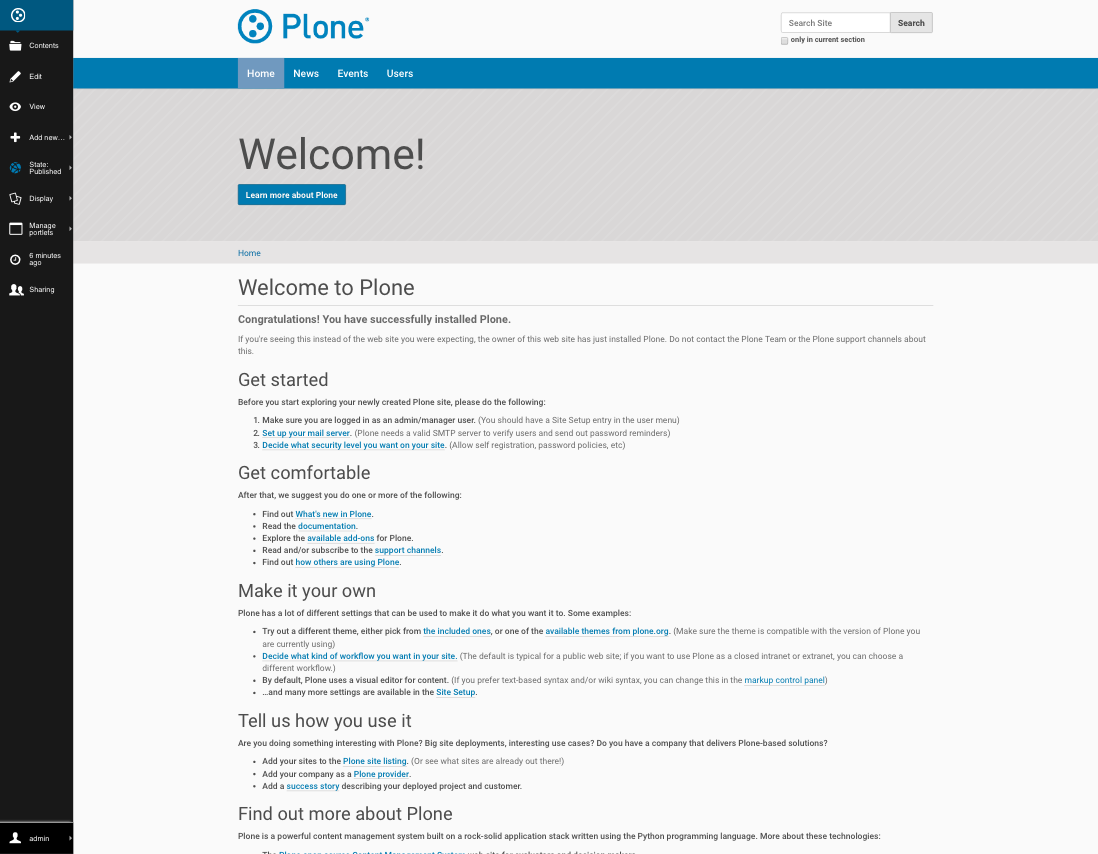 Contents
Edit
View
Add new...
State:
Published
Display
Manage
portlets
6 minutes
ago
Sharing
admin
Plone®
Search Site
Search
only in current section
Home
News
Events
Users
Welcome!
Learn more about Plone
Home
Welcome to Plone
Congratulations! You have successfully installed Plone.
If you're seeing this instead of the web site you were expecting, the owner of this web site has just installed Plone. Do not contact the Plone Team or the Plone support channels about
this.
Get started
Before you start exploring your newly created Plone site, please do the following:
1. Make sure you are logged in as an admin/manager user. (You should have a Site Setup entry in the user menu)
2. Set up your mail server. (Plone needs a valid SMTP server to verify users and send out password reminders)
3. Decide what security level you want on your site. (Allow self registration, password policies, etc)
Get comfortable
After that, we suggest you do one or more of the following:
• Find out What's new in Plone.
• Read the documentation.
• Explore the available add-ons for Plone.
• Read and/or subscribe to the support channels.
• Find out how others are using Plone.
Make it your own
Plone has a lot of different settings that can be used to make it do what you want it to. Some examples:
• Try out a different theme, either pick from the included ones, or one of the available themes from plone.org. (Make sure the theme is compatible with the version of Plone you
are currently using)
• Decide what kind of workflow you want in your site. (The default is typical for a public web site; if you want to use Plone as a closed intranet or extranet, you can choose a
different workflow.)
• By default, Plone uses a visual editor for content. (If you prefer text-based syntax and/or wiki syntax, you can change this in the markup control panel)
• …and many more settings are available in the Site Setup.
Tell us how you use it
Are you doing something interesting with Plone? Big site deployments, interesting use cases? Do you have a company that delivers Plone-based solutions?
• Add your sites to the Plone site listing. (Or see what sites are already out there!)
• Add your company as a Plone provider.
• Add a success story describing your deployed project and customer.
Find out more about Plone
Plone is a powerful content management system built on a rock-solid application stack written using the Python programming language. More about these technologies: